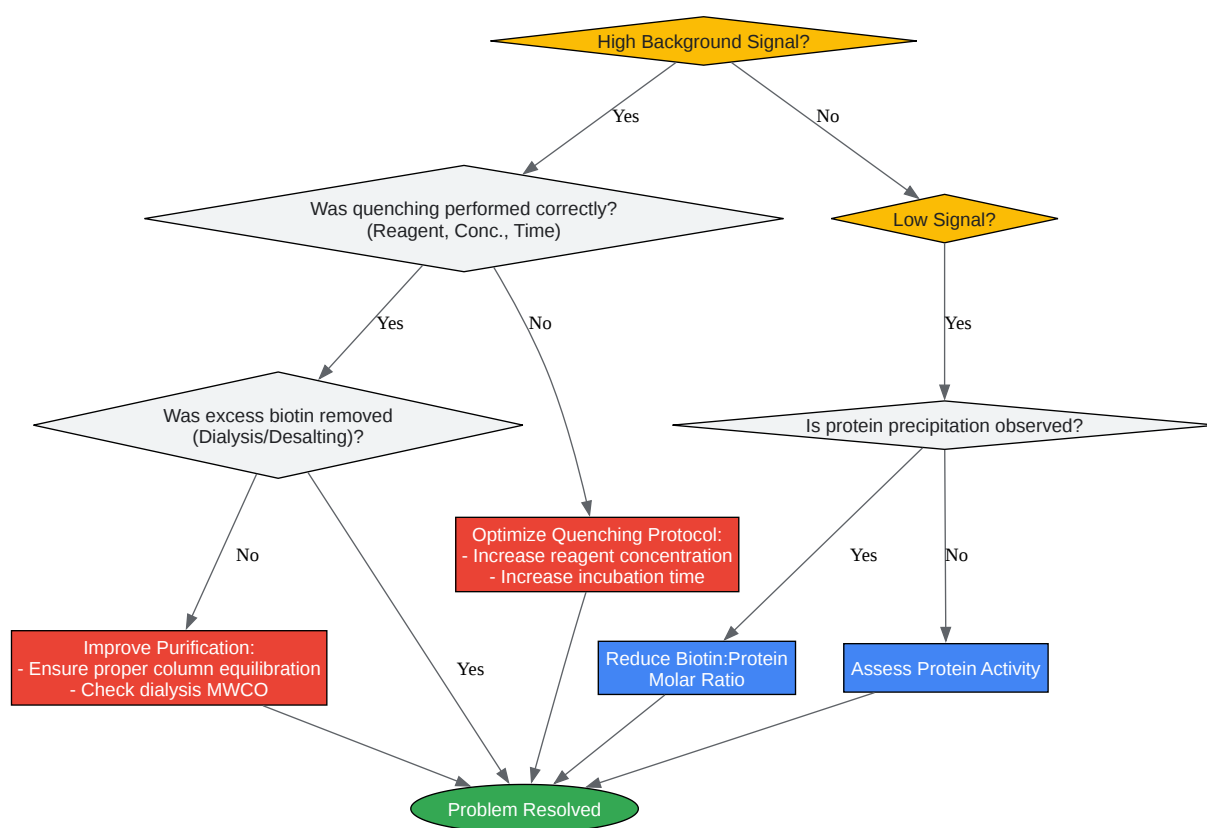 High Background Signal?
Yes
No
Was quenching performed correctly?
(Reagent, Conc., Time)
Low Signal?
Yes
No
Yes
Was excess biotin removed
(Dialysis/Desalting)?
Is protein precipitation observed?
Optimize Quenching Protocol:
- Increase reagent concentration
- Increase incubation time
No
Yes
No
Improve Purification:
- Ensure proper column equilibration
- Check dialysis MWCO
Yes
Reduce Biotin:Protein
Molar Ratio
Assess Protein Activity
Problem Resolved